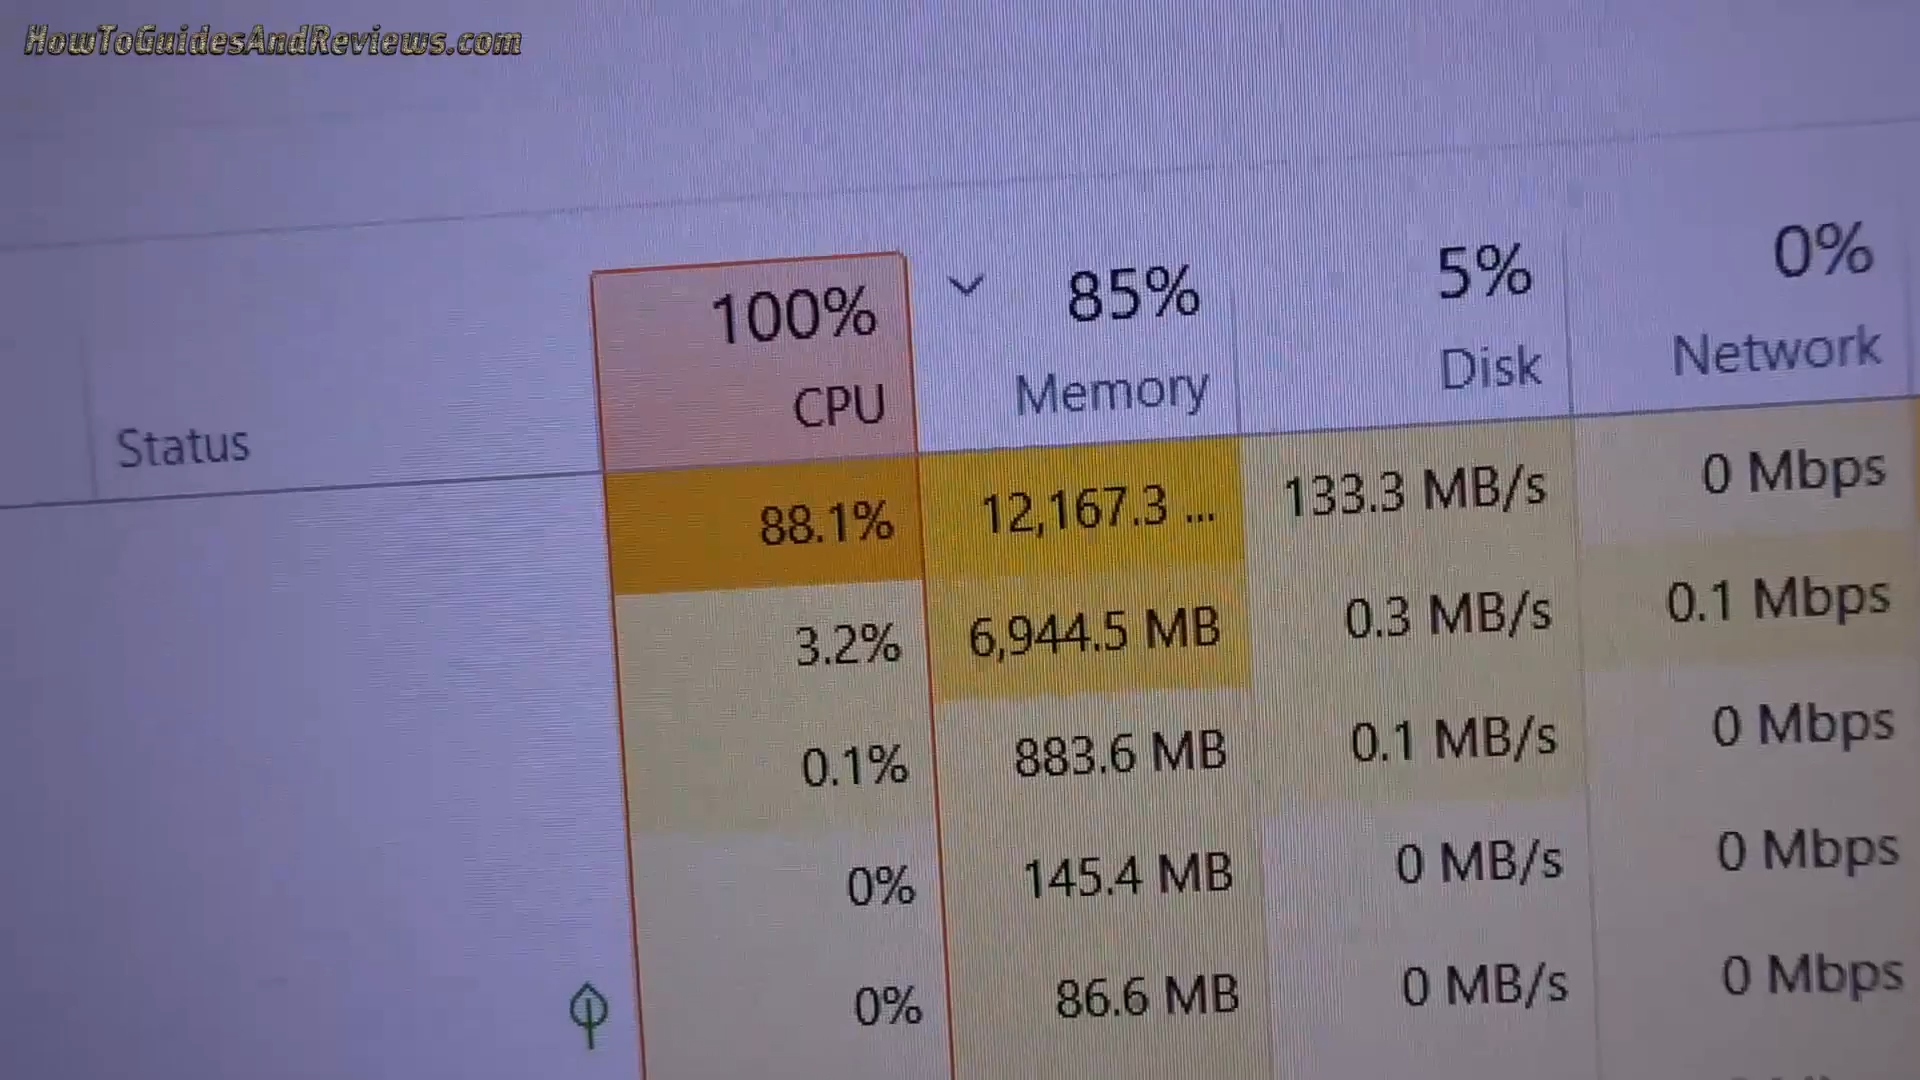 HowToGuidesAndReviews.com
100% 85% 5% 0%
Status CPU Memory Disk Network
88.1% 12,167.3 ... 133.3 MB/s 0 Mbps
3.2% 6,944.5 MB 0.3 MB/s 0.1 Mbps
0.1% 883.6 MB 0.1 MB/s 0 Mbps
0% 145.4 MB 0 MB/s 0 Mbps
0% 86.6 MB 0 MB/s 0 Mbps